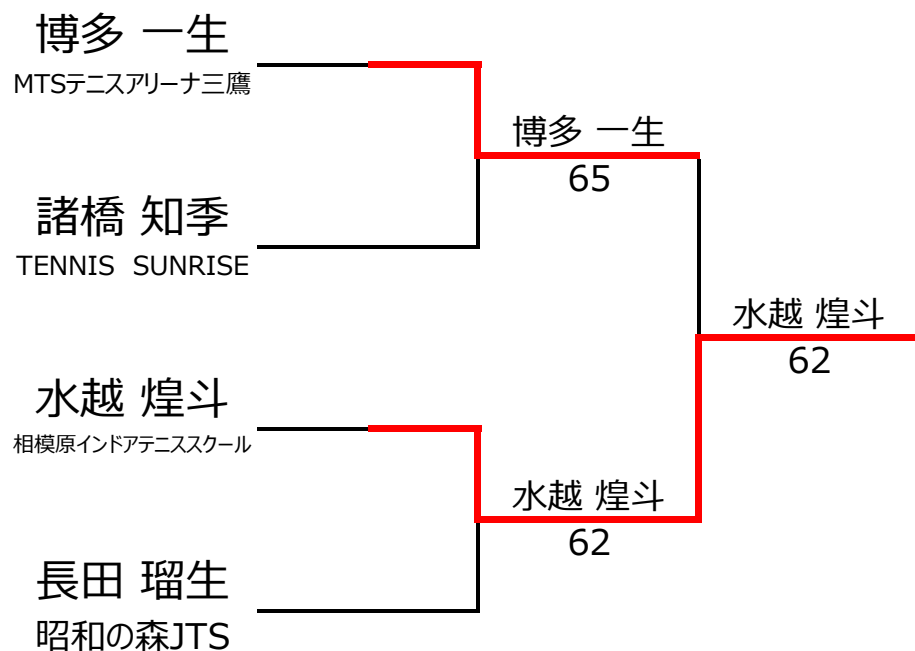 博多 一生
MTSテニスアリーナ三鷹
博多 一生
65
諸橋 知季
TENNIS SUNRISE
水越 煌斗
62
水越 煌斗
相模原インドアテニススクール
水越 煌斗
62
長田 瑠生
昭和の森JTS